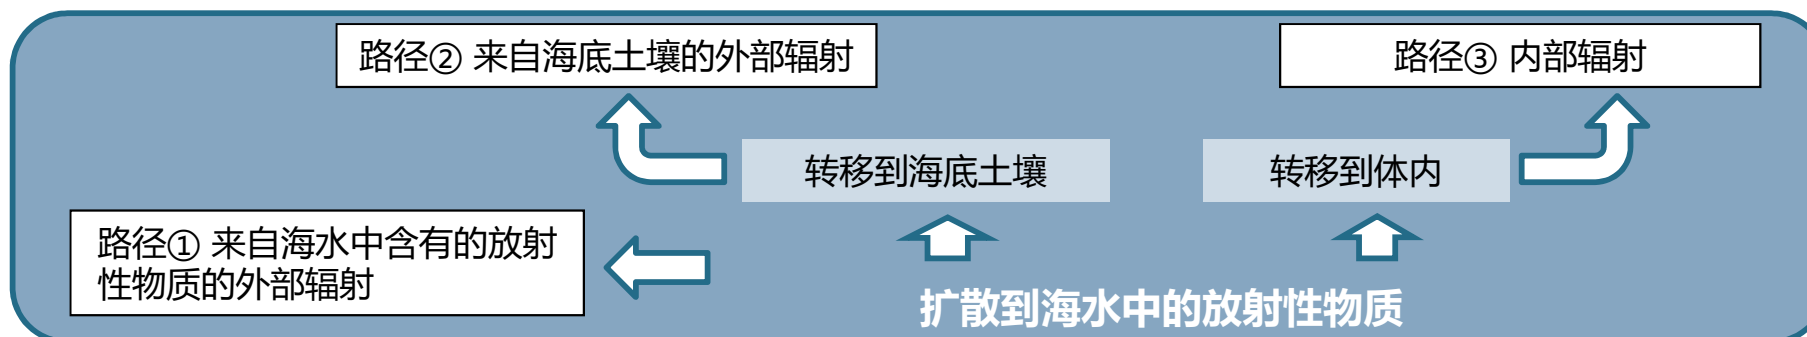 路径② 来自海底土壤的外部辐射
路径③ 内部辐射
转移到海底土壤
转移到体内
路径① 来自海水中含有的放射
性物质的外部辐射
扩散到海水中的放射性物质